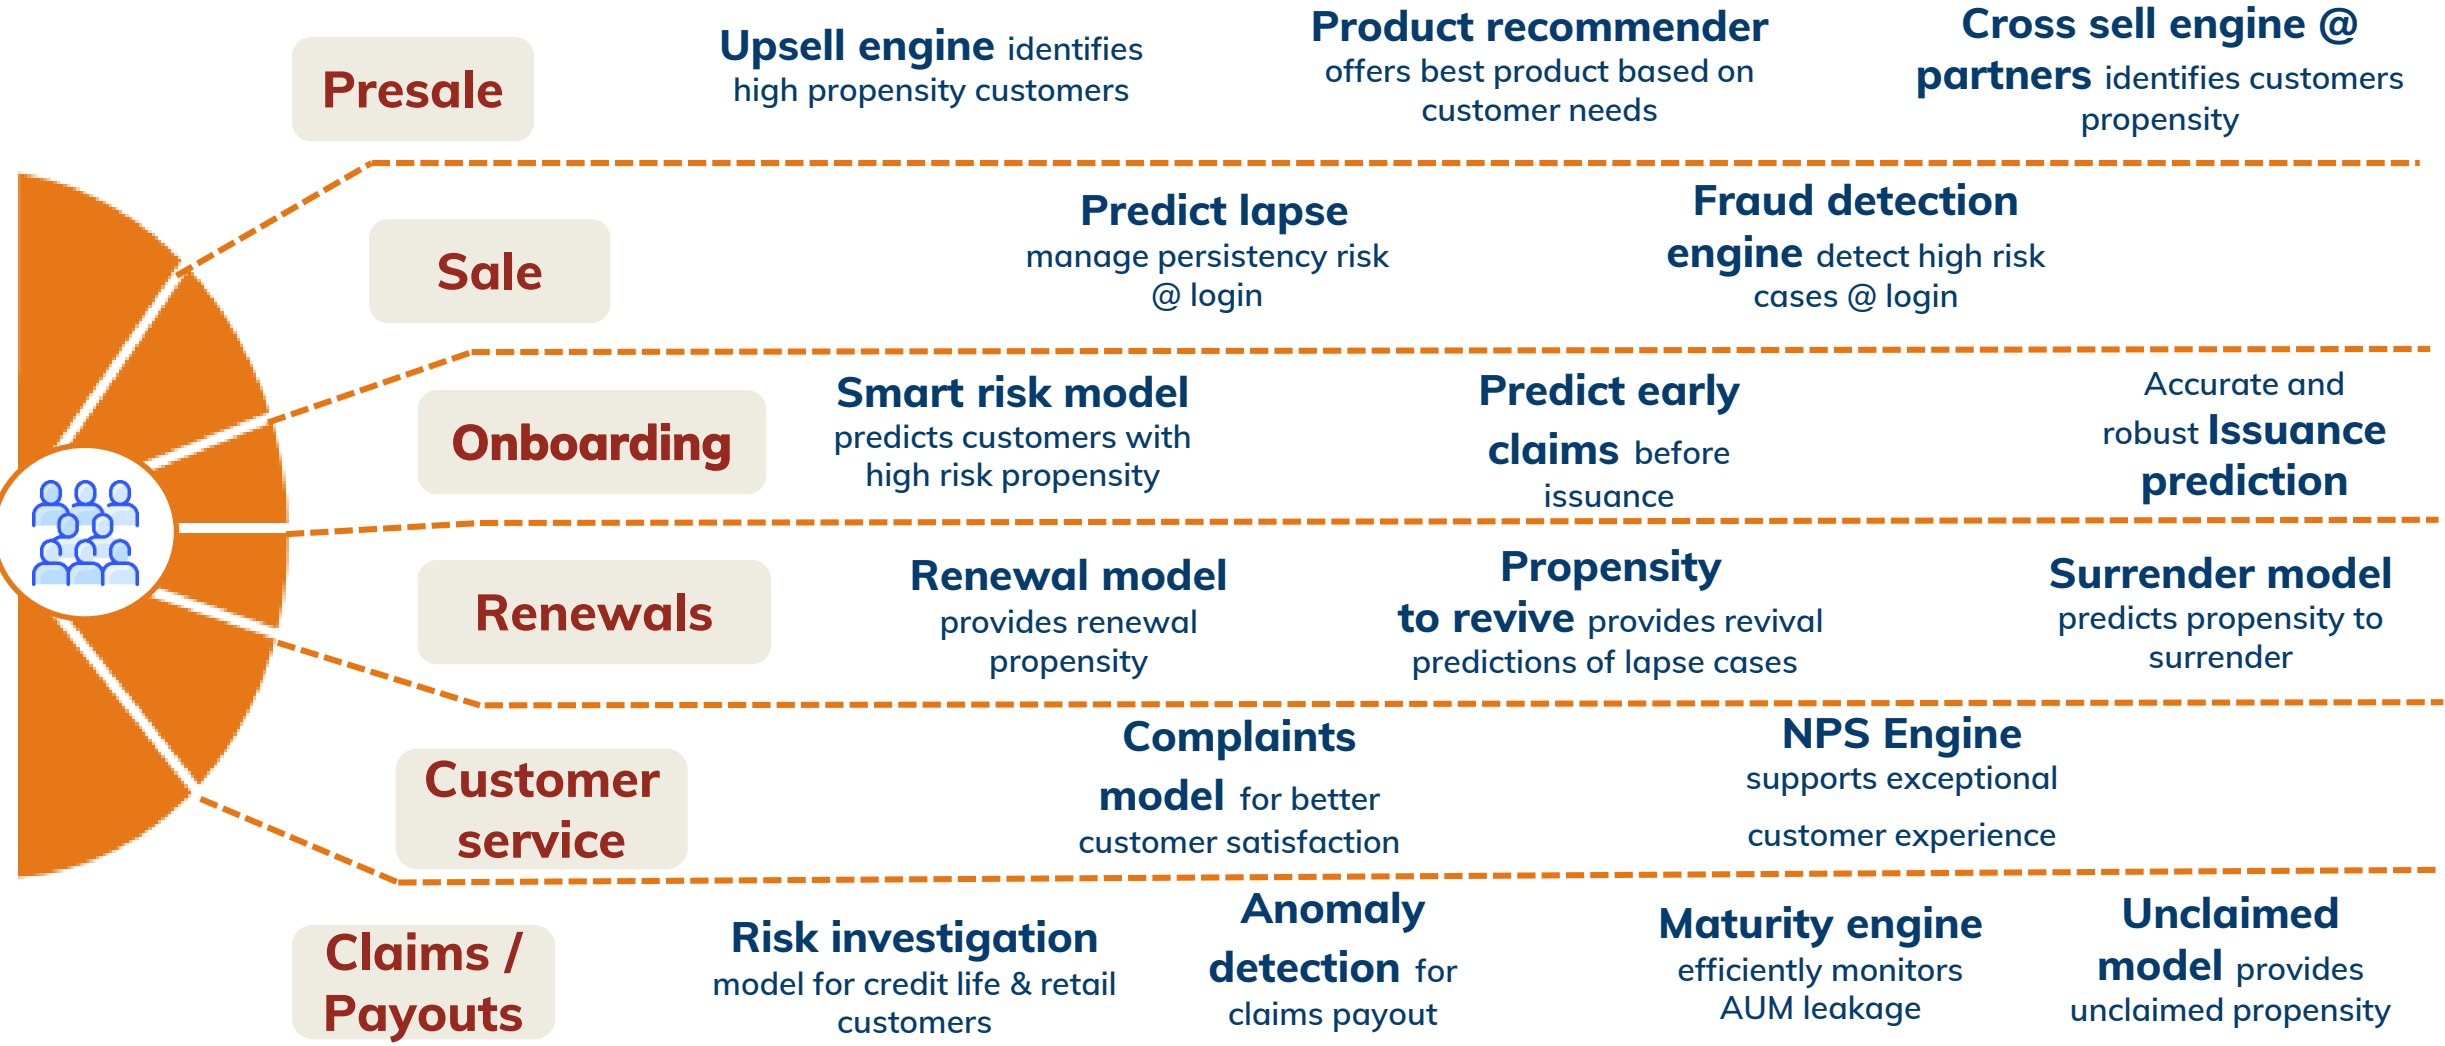 Presale
Upsell engine identifies
high propensity customers
Product recommender
offers best product based on
customer needs
Cross sell engine @
partners identifies customers
propensity
Sale
Predict lapse
manage persistency risk
@ login
Fraud detection
engine detect high risk
cases @ login
Onboarding
Smart risk model
predicts customers with
high risk propensity
Predict early
claims before
issuance
Accurate and
robust Issuance
prediction
Renewals
Renewal model
provides renewal
propensity
Propensity
to revive provides revival
predictions of lapse cases
Surrender model
predicts propensity to
surrender
Customer
service
Complaints
model for better
customer satisfaction
NPS Engine
supports exceptional
customer experience
Claims /
Payouts
Risk investigation
model for credit life & retail
customers
Anomaly
detection for
claims payout
Maturity engine
efficiently monitors
AUM leakage
Unclaimed
model provides
unclaimed propensity